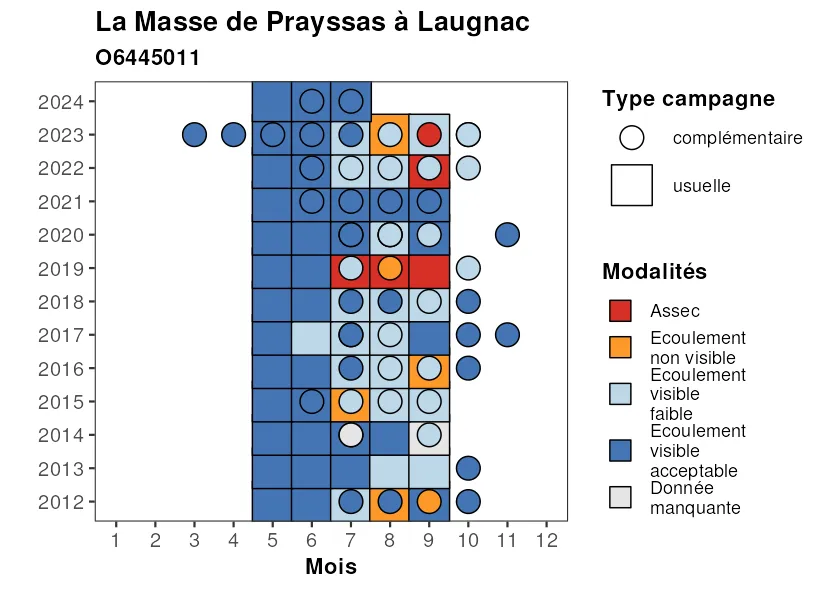 La Masse de Prayssas à Laugnac
O6445011
2024
2023
2022
2021
2020
2019
2018
2017
2016
2015
2014
2013
2012
1 2 3 4 5 6 7 8 9 10 11 12
Mois
Type campagne
complémentaire
usuelle
Modalités
Assec
Ecoulement
non visible
Ecoulement
visible
faible
Ecoulement
visible
acceptable
Donnée
manquante